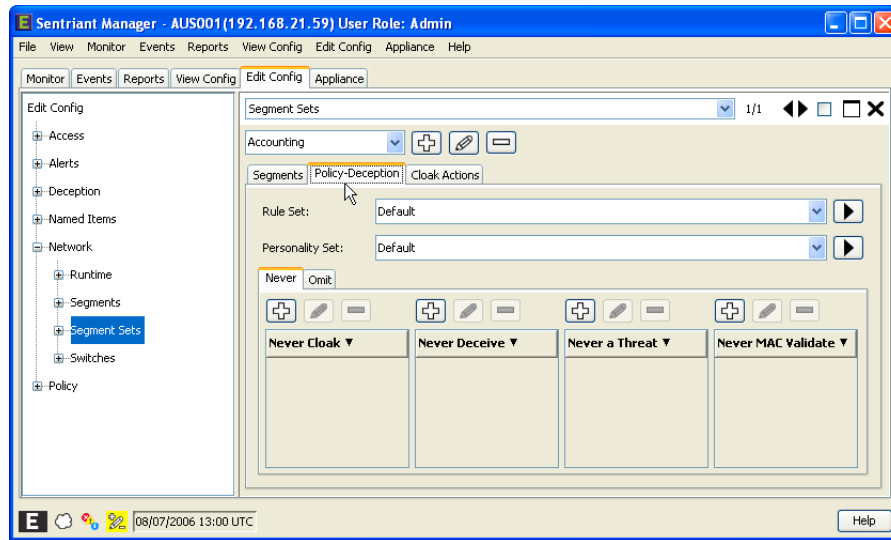 E Sentriant Manager - AUS001(192.168.21.59) User Role: Admin
File View Monitor Events Reports View Config Edit Config Appliance Help
Monitor Events Reports View Config Edit Config Appliance
Edit Config
Access
Alerts
Deception
Named Items
Network
Runtime
Segments
Segment Sets
Switches
Policy
Segment Sets 1/1
Accounting
Segments Policy-Deception Cloak Actions
Rule Set: Default
Personality Set: Default
Never Omit
Never Cloak ▼ Never Deceive ▼ Never a Threat ▼ Never MAC Validate ▼
E 08/07/2006 13:00 UTC Help